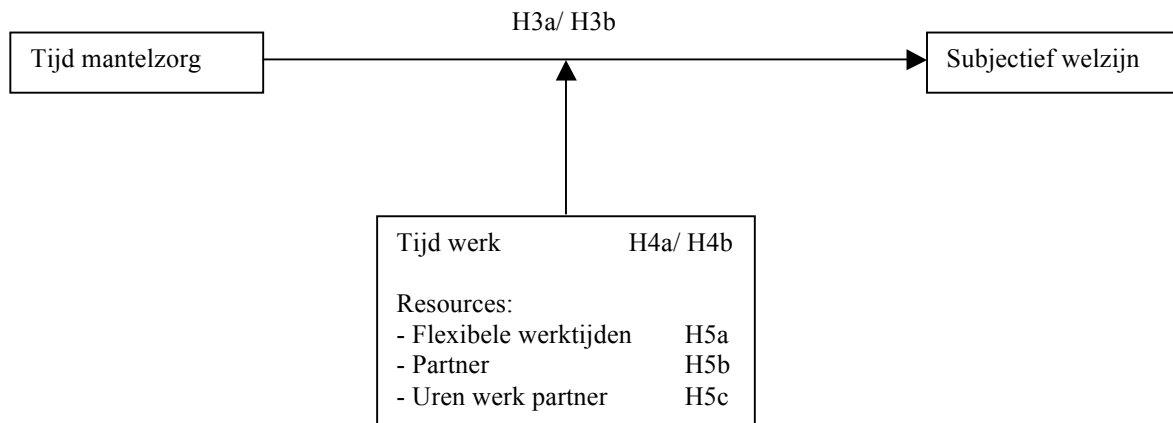 H3a/ H3b
Tijd mantelzorg
Subjectief welzijn
Tijd werk H4a/ H4b
Resources:
- Flexibele werktijden H5a
- Partner H5b
- Uren werk partner H5c